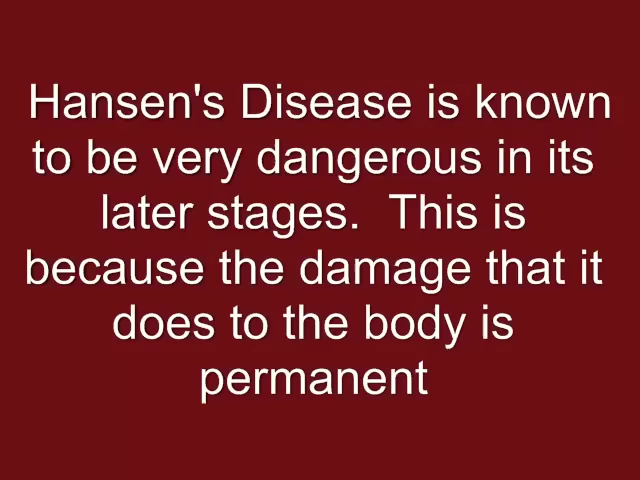 Hansen's Disease is known
to be very dangerous in its
later stages.  This is
because the damage that it
does to the body is
permanent